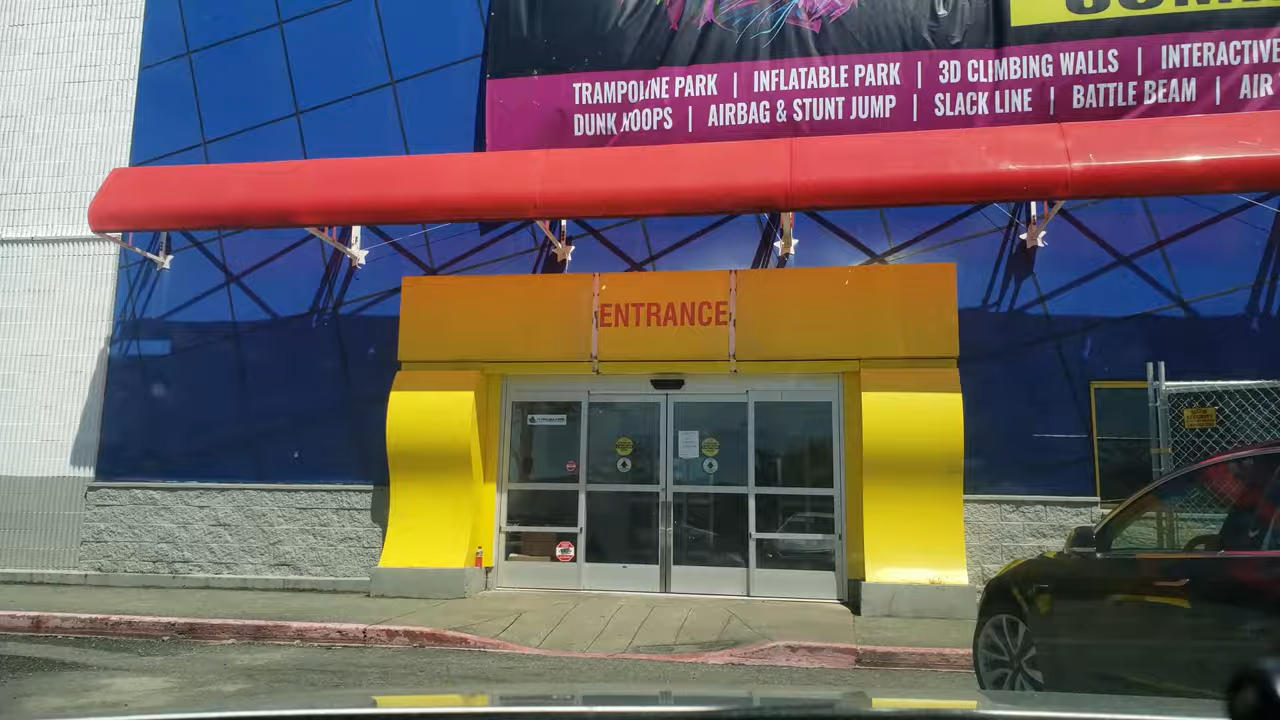 TRAMPOLINE PARK | INFLATABLE PARK | 3D CLIMBING WALLS | INTERACTIVE
DUNK HOOPS | AIRBAG & STUNT JUMP | SLACK LINE | BATTLE BEAM | AIR
ENTRANCE